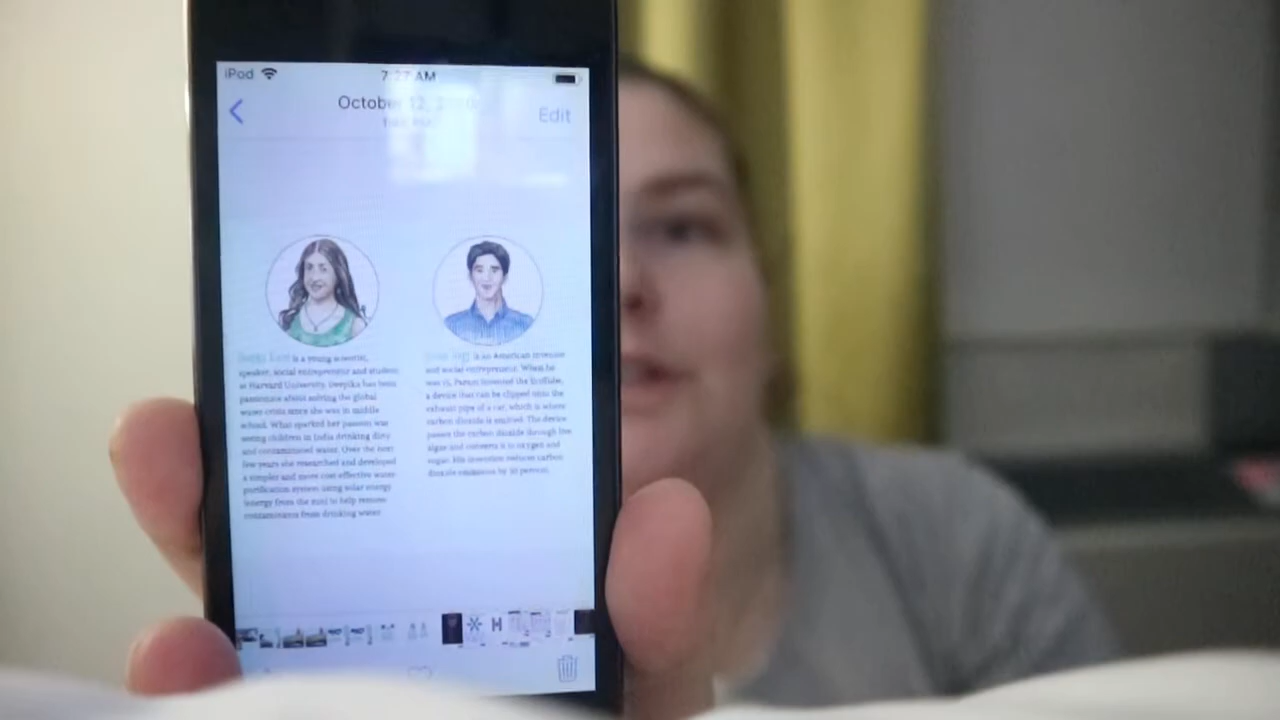 iPod
7:27 AM
October 12,
Edit
is a young scientist,
speaker, social entrepreneur and student
at Harvard University. Deepika has been
passionate about solving the global
water crisis since she was in middle
school. What sparked her passion was
seeing children in India drinking dirty
and contaminated water. Over the next
few years she researched and developed
a simpler and more cost effective water
purification system using solar energy
(energy from the sun) to help remove
contaminants from drinking water.
is an American inventor
and social entrepreneur. When he
was 15, Param invented the
a device that can be clipped onto the
exhaust pipe of a car, which is where
carbon dioxide is emitted. The device
passes the carbon dioxide through live
algae and converts it to oxygen and
sugar. His invention reduces carbon
dioxide emissions by 50 percent.